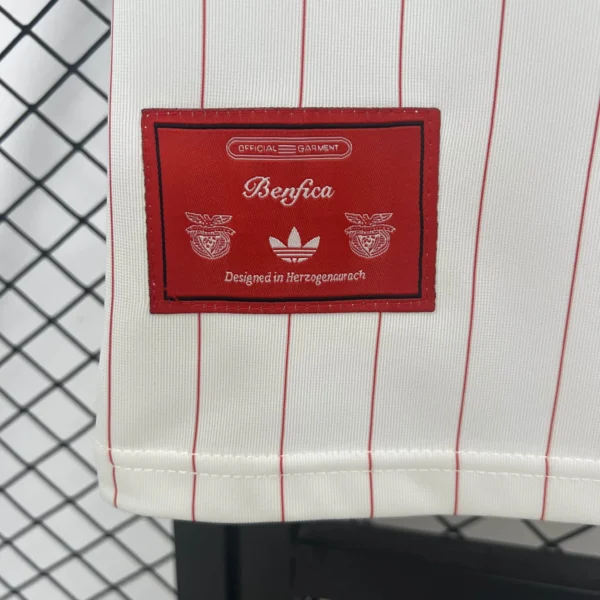 OFFICIAL GARMENT
Benfica
Designed in Herzogenaurach